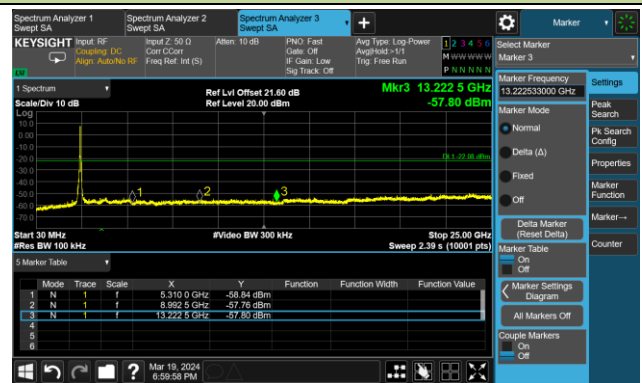 Spectrum Analyzer 1
Swept SA
Spectrum Analyzer 2
Swept SA
Spectrum Analyzer 3
Swept SA
Marker
KEYSIGHT
Input: RF
Coupling: DC
Align: Auto/No RF
Input Z: 50 Ω
Corr CCorr
Freq Ref: Int (S)
Atten: 10 dB
PNO: Fast
Gate: Off
IF Gain: Low
Sig Track: Off
Avg Type: Log-Power
Avg|Hold:>1/1
Trig: Free Run
1 2 3 4 5 6
M W W W W W
P N N N N N
LV
Select Marker
Marker 3
1 Spectrum
Scale/Div 10 dB
Ref Lvl Offset 21.60 dB
Ref Level 20.00 dBm
Mkr3 13.222 5 GHz
-57.80 dBm
Log
10.0
0.00
-10.0
-20.0
-30.0
-40.0
-50.0
-60.0
-70.0
DL1 -22.08 dBm
1
2
3
Start 30 MHz
#Res BW 100 kHz
#Video BW 300 kHz
Stop 25.00 GHz
Sweep 2.39 s (10001 pts)
5 Marker Table
Mode Trace Scale X Y Function Function Width Function Value
1 N 1 f 5.310 0 GHz -58.84 dBm
2 N 1 f 8.992 5 GHz -57.76 dBm
3 N 1 f 13.222 5 GHz -57.80 dBm
4
5
6
Marker Frequency
13.222533000 GHz
Marker Mode
Normal
Delta (Δ)
Fixed
Off
Delta Marker
(Reset Delta)
Marker Table
On
Off
Marker Settings
Diagram
All Markers Off
Couple Markers
On
Off
Settings
Peak
Search
Pk Search
Config
Properties
Marker
Function
Marker→
Counter
Mar 19, 2024
6:59:58 PM